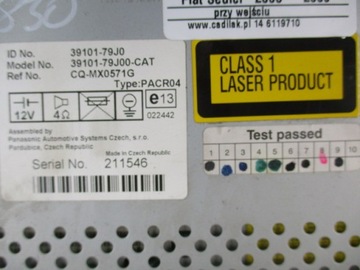 830
przy wejściu
www.cadilak.pl 14 6119710
ID No. 39101-79J0
Model No. 39101-79J00-CAT
Ref No. CQ-MX0571G
Type:PACR04
12V
4Ω
e13
022442
Assembled by
Panasonic Automotive Systems Czech, s.r.o.
Pardubice, Czech Republic
Made in Czech Republic
Serial No. 211546
CLASS 1
LASER PRODUCT
Test passed
1 2 3 4 5 6 7 8 9 10